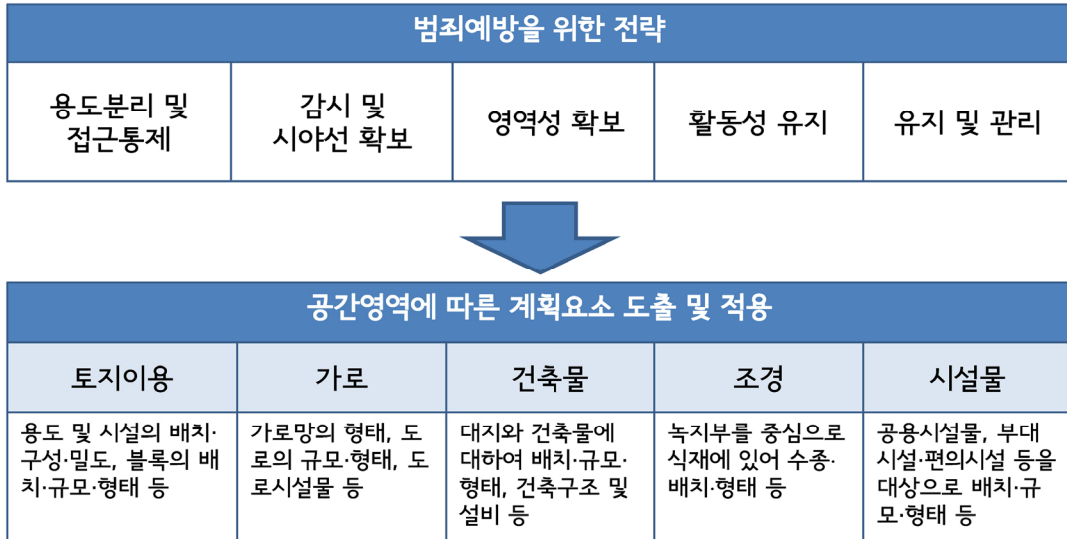 범죄예방을 위한 전략
용도분리 및
접근통제
감시 및
시야선 확보
영역성 확보
활동성 유지
유지 및 관리
공간영역에 따른 계획요소 도출 및 적용
토지이용
가로
건축물
조경
시설물
용도 및 시설의 배치·
구성·밀도, 블록의 배
치·규모·형태 등
가로망의 형태, 도
로의 규모·형태, 도
로시설물 등
대지와 건축물에
대하여 배치·규모·
형태, 건축구조 및
설비 등
녹지부를 중심으로
식재에 있어 수종·
배치·형태 등
공용시설물, 부대
시설·편의시설 등을
대상으로 배치·규
모·형태 등